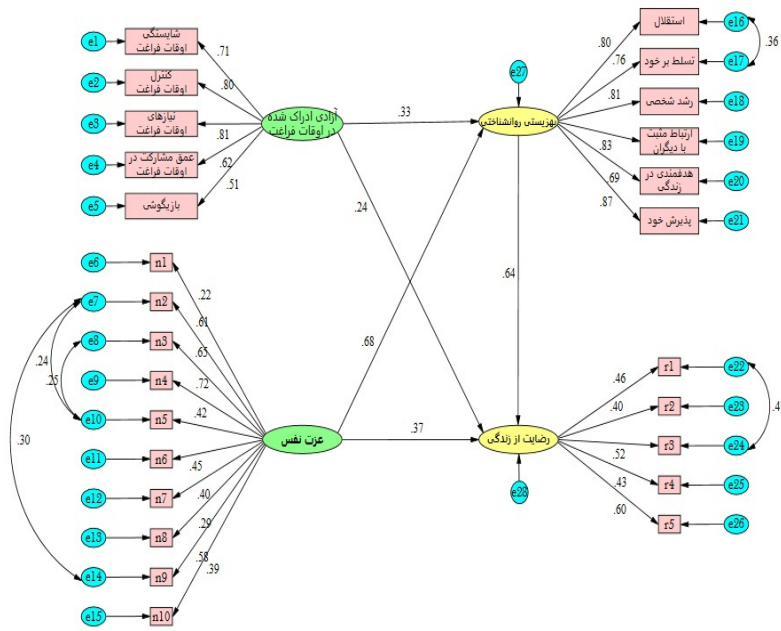 e1
شایستگی
اوقات فراغت
.71
e2
کنترل
اوقات فراغت
.80
e3
نیازهای
اوقات فراغت
.81
e4
عمق مشارکت در
اوقات فراغت
.62
e5
بازیگوشی
.51
آزادی ادراک شده
در اوقات فراغت
.33
.24
e27
بهزیستی روانشناختی
استقلال
e16
.36
.80
تسلط بر خود
e17
.76
رشد شخصی
e18
.81
ارتباط مثبت
با دیگران
e19
.83
هدفمندی در
زندگی
e20
.69
پذیرش خود
e21
.87
.64
.68
e6
n1
.22
e7
n2
.61
e8
n3
.65
e9
n4
.72
e10
n5
.42
e11
n6
.45
e12
n7
.40
e13
n8
.29
e14
n9
.58
e15
n10
.39
.24
.25
.30
عزت نفس
.37
رضایت از زندگی
e28
r1
e22
.46
r2
e23
.40
r3
e24
.52
r4
e25
.43
r5
e26
.60
.4